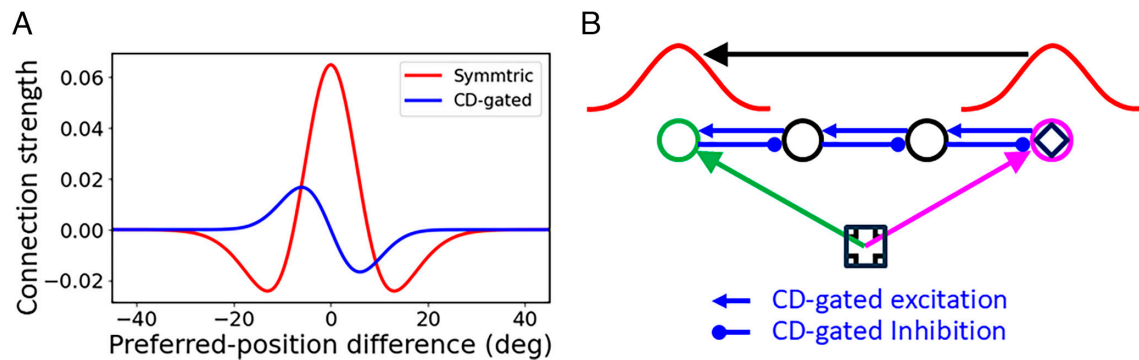 A
B
Connection strength
0.06
0.04
0.02
0.00
−0.02
Symmtric
CD-gated
−40
−20
0
20
40
Preferred-position difference (deg)
CD-gated excitation
CD-gated Inhibition